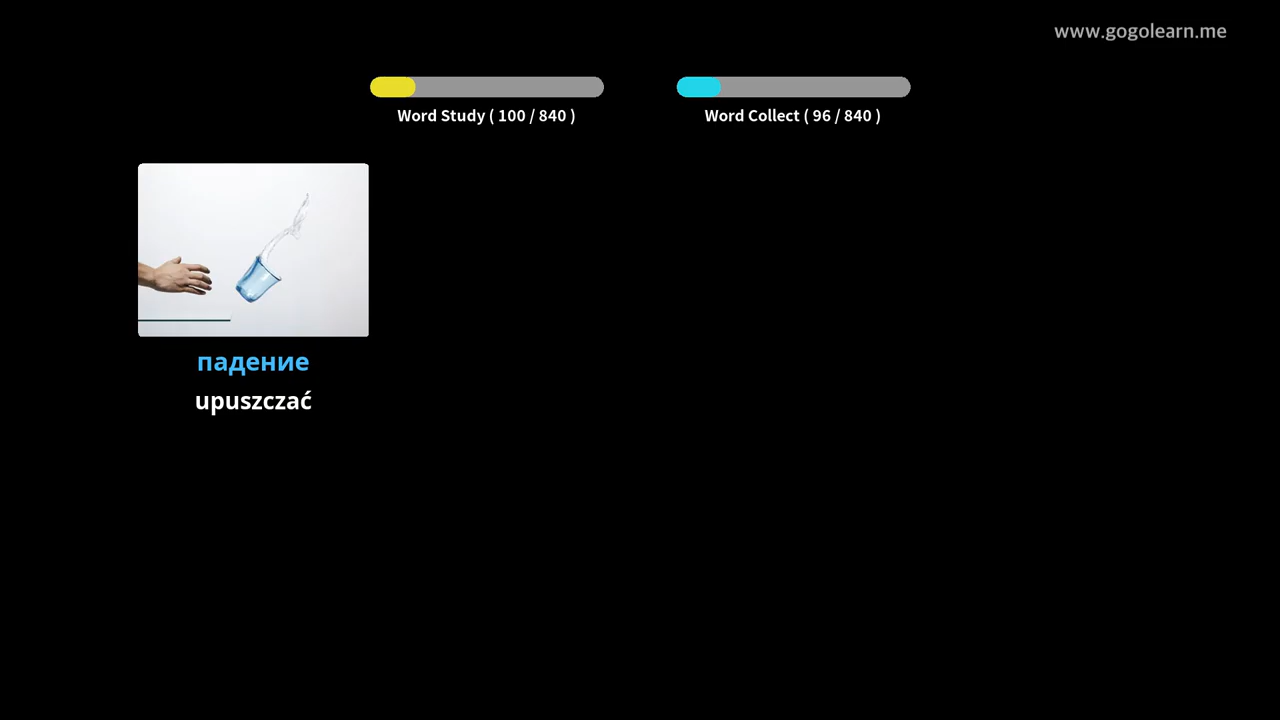 www.gogolearn.me
Word Study ( 100 / 840 )
Word Collect ( 96 / 840 )
падение
upuszczać